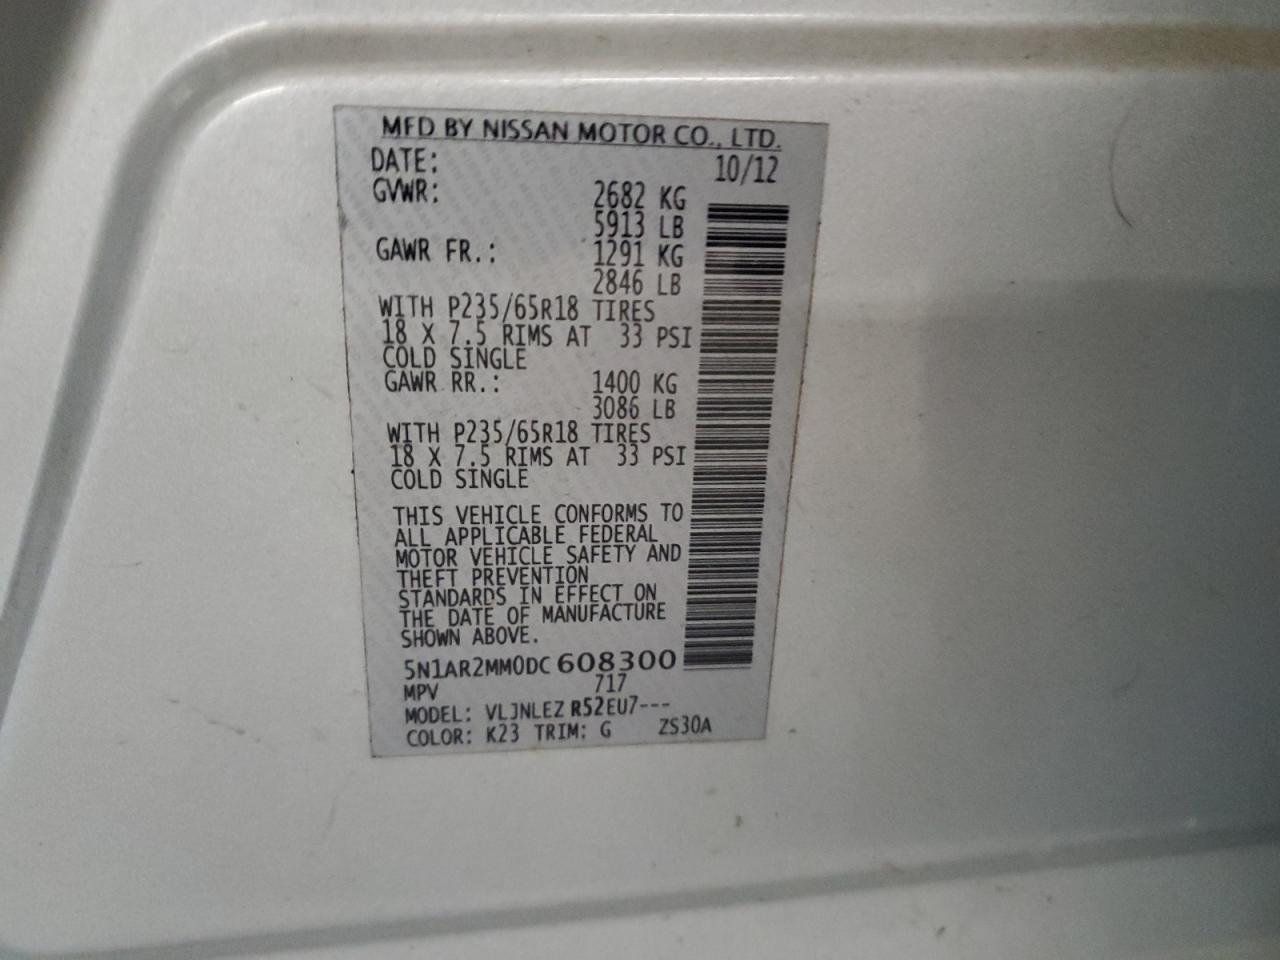 MFD BY NISSAN MOTOR CO., LTD.
DATE: 10/12
GVWR: 2682 KG
5913 LB
GAWR FR.: 1291 KG
2846 LB
WITH P235/65R18 TIRES
18 X 7.5 RIMS AT 33 PSI
COLD SINGLE
GAWR RR.: 1400 KG
3086 LB
WITH P235/65R18 TIRES
18 X 7.5 RIMS AT 33 PSI
COLD SINGLE
THIS VEHICLE CONFORMS TO
ALL APPLICABLE FEDERAL
MOTOR VEHICLE SAFETY AND
THEFT PREVENTION
STANDARDS IN EFFECT ON
THE DATE OF MANUFACTURE
SHOWN ABOVE.
5N1AR2MM0DC 608300
MPV 717
MODEL: VLJNLEZ R52EU7---
COLOR: K23 TRIM: G ZS30A